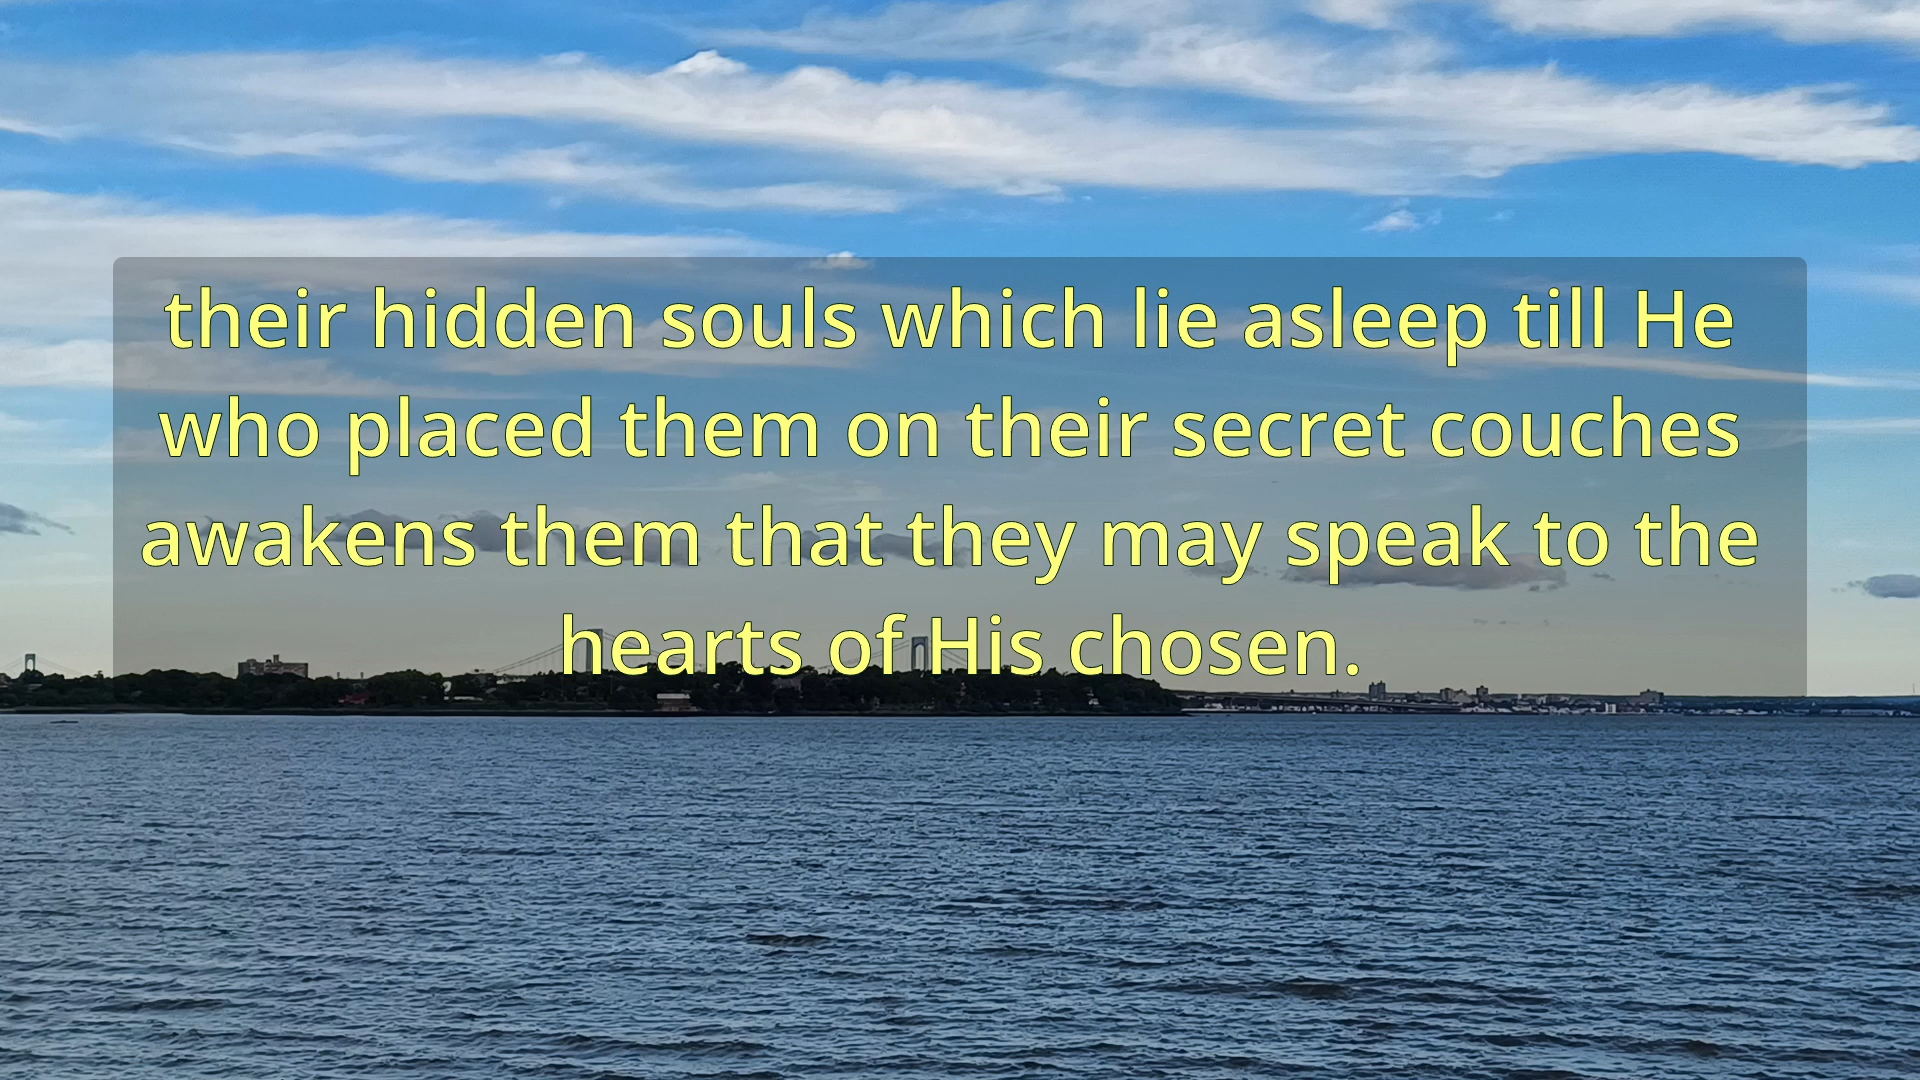 their hidden souls which lie asleep till He
who placed them on their secret couches
awakens them that they may speak to the
hearts of His chosen.